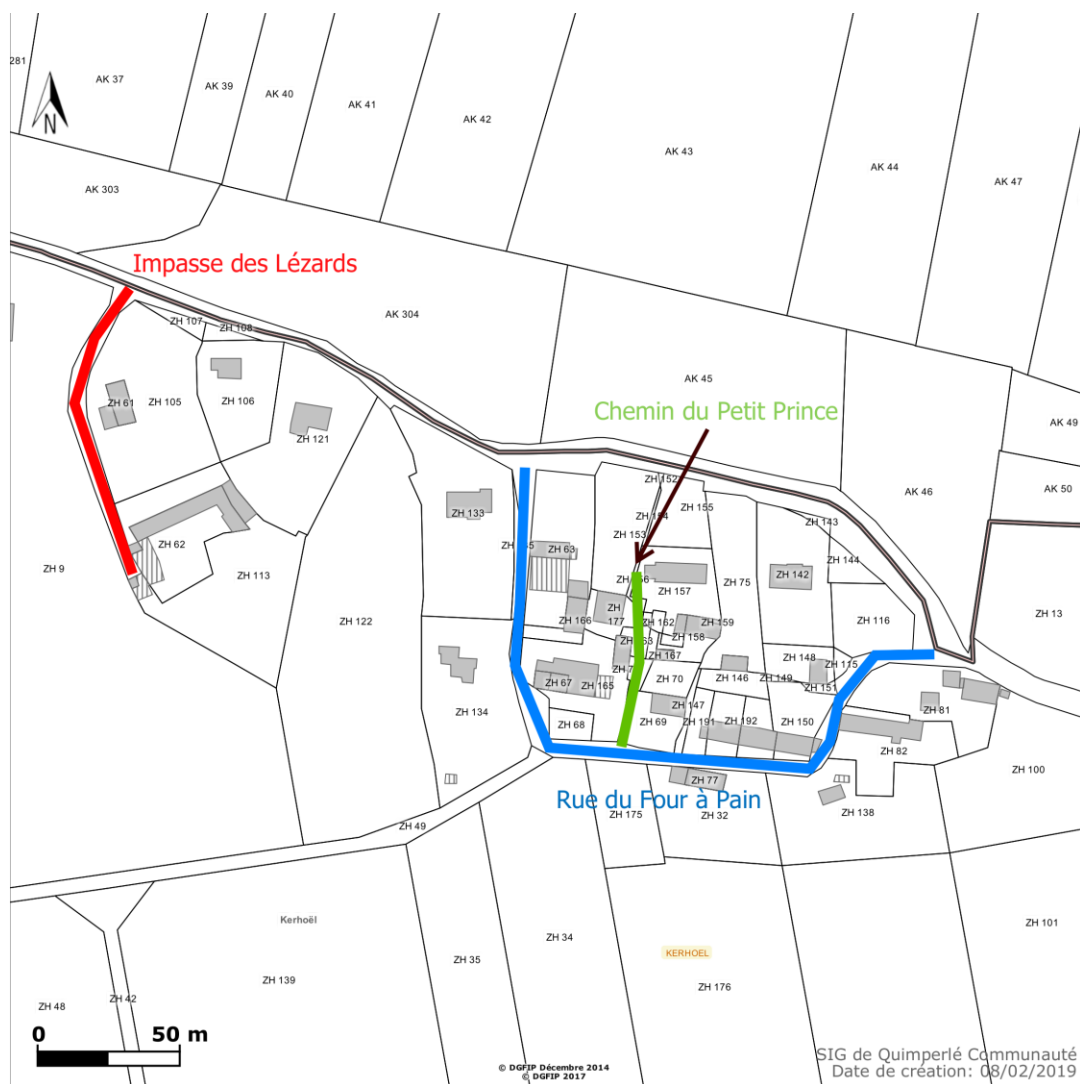 281
AK 37
AK 39
AK 40
AK 41
AK 42
AK 43
AK 44
AK 47
N
AK 303
Impasse des Lézards
AK 304
ZH 107
ZH 108
AK 45
Chemin du Petit Prince
AK 49
AK 46
AK 50
ZH 61
ZH 105
ZH 106
ZH 121
ZH 133
ZH 152
ZH 154
ZH 155
ZH 153
ZH 143
ZH 144
ZH 63
ZH 62
ZH 9
ZH 113
ZH 122
ZH 157
ZH 75
ZH 142
ZH 13
ZH 177
ZH 166
ZH 162
ZH 159
ZH 158
ZH 116
ZH 167
ZH 148
ZH 115
ZH 67
ZH 165
ZH 70
ZH 146
ZH 149
ZH 151
ZH 134
ZH 68
ZH 69
ZH 147
ZH 191
ZH 192
ZH 150
ZH 81
ZH 82
ZH 77
ZH 100
Rue du Four à Pain
ZH 49
ZH 175
ZH 32
ZH 138
Kerhoël
ZH 34
ZH 101
ZH 35
KERHOEL
ZH 139
ZH 176
ZH 42
ZH 48
0 50 m
© DGFIP Décembre 2014
© DGFIP 2017
SIG de Quimperlé Communauté
Date de création: 08/02/2019